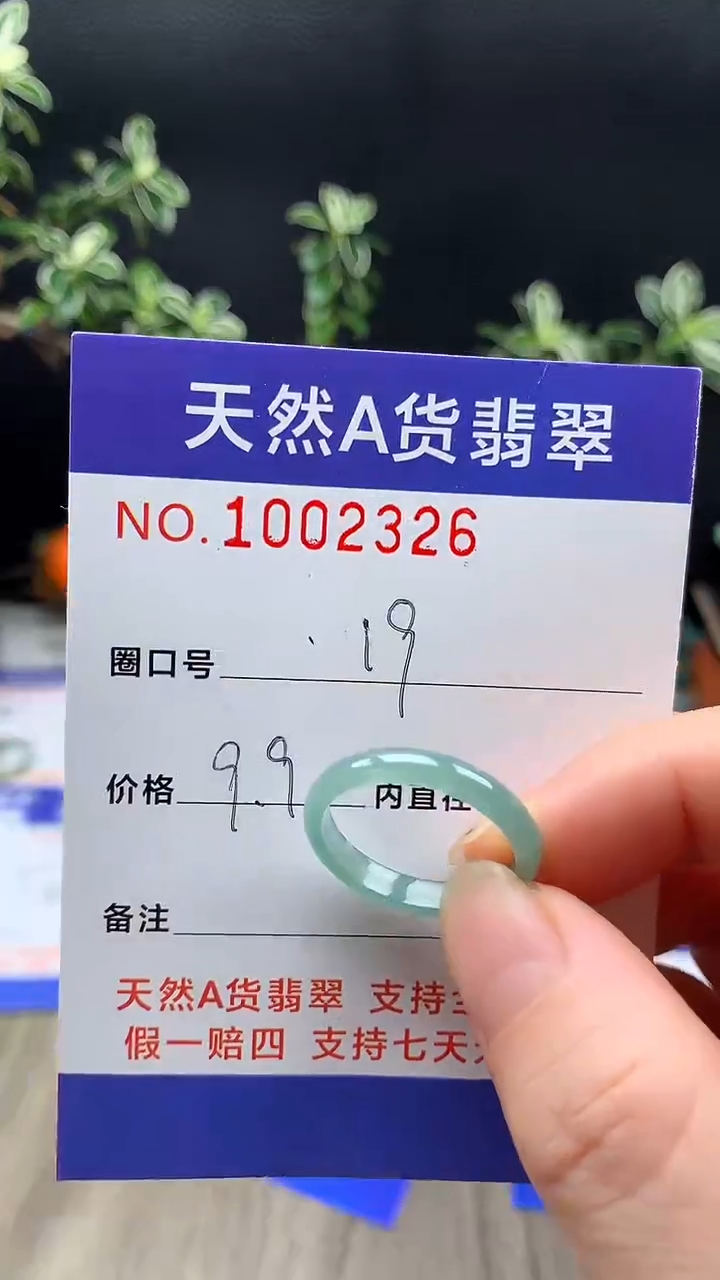 天然A货翡翠
NO.1002326
圈口号 19
价格 9.9 内直径
备注
天然A货翡翠 支持
假一赔四 支持七天